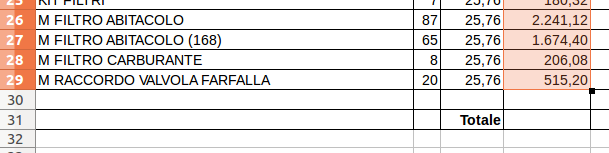 25 KIT FILTRI 7 25,76 180,32
26 M FILTRO ABITACOLO 87 25,76 2.241,12
27 M FILTRO ABITACOLO (168) 65 25,76 1.674,40
28 M FILTRO CARBURANTE 8 25,76 206,08
29 M RACCORDO VALVOLA FARFALLA 20 25,76 515,20
30
31 Totale
32